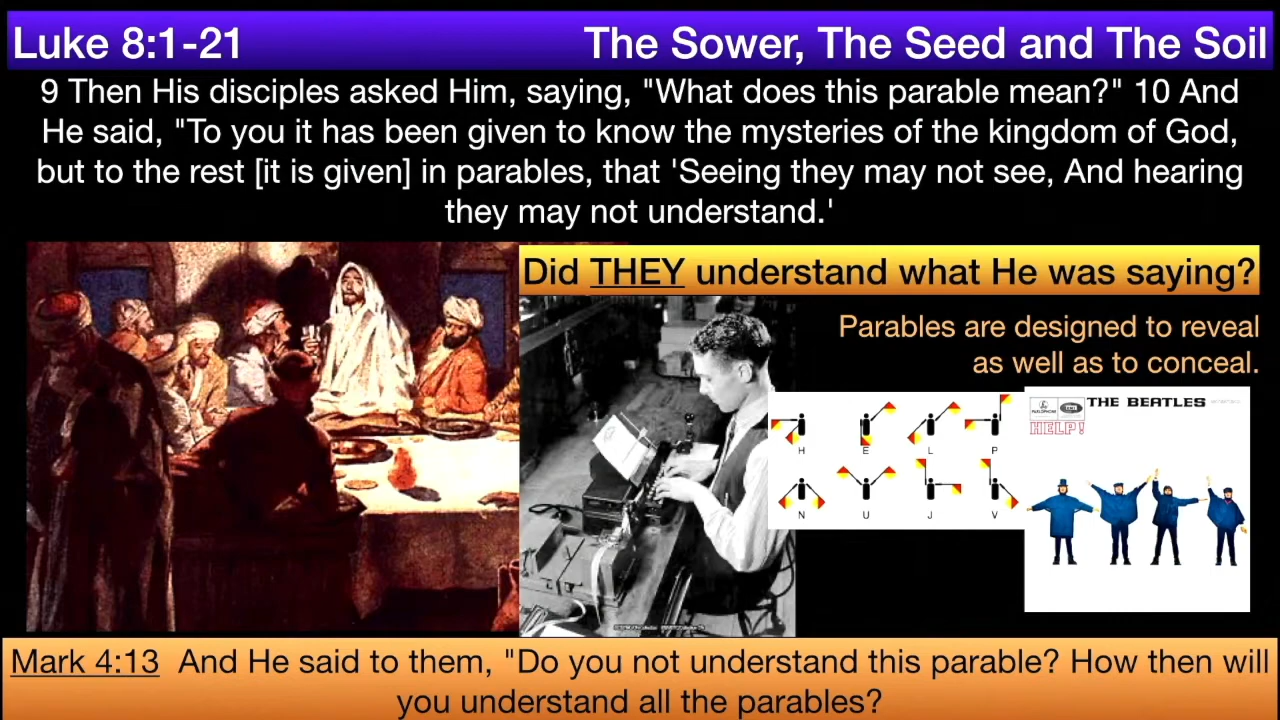 Luke 8:1-21
The Sower, The Seed and The Soil
9 Then His disciples asked Him, saying, "What does this parable mean?" 10 And
He said, "To you it has been given to know the mysteries of the kingdom of God,
but to the rest [it is given] in parables, that 'Seeing they may not see, And hearing
they may not understand.'
Did THEY understand what He was saying?
Parables are designed to reveal
as well as to conceal.
H E L P
N U J V
THE BEATLES
HELP!
Mark 4:13 And He said to them, "Do you not understand this parable? How then will
you understand all the parables?